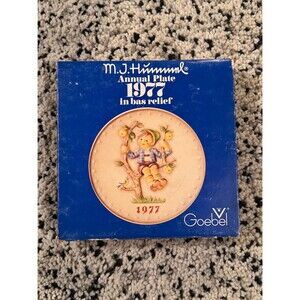 M.J.Hummel®
Annual Plate
1977
in bas relief
1977
Goebel